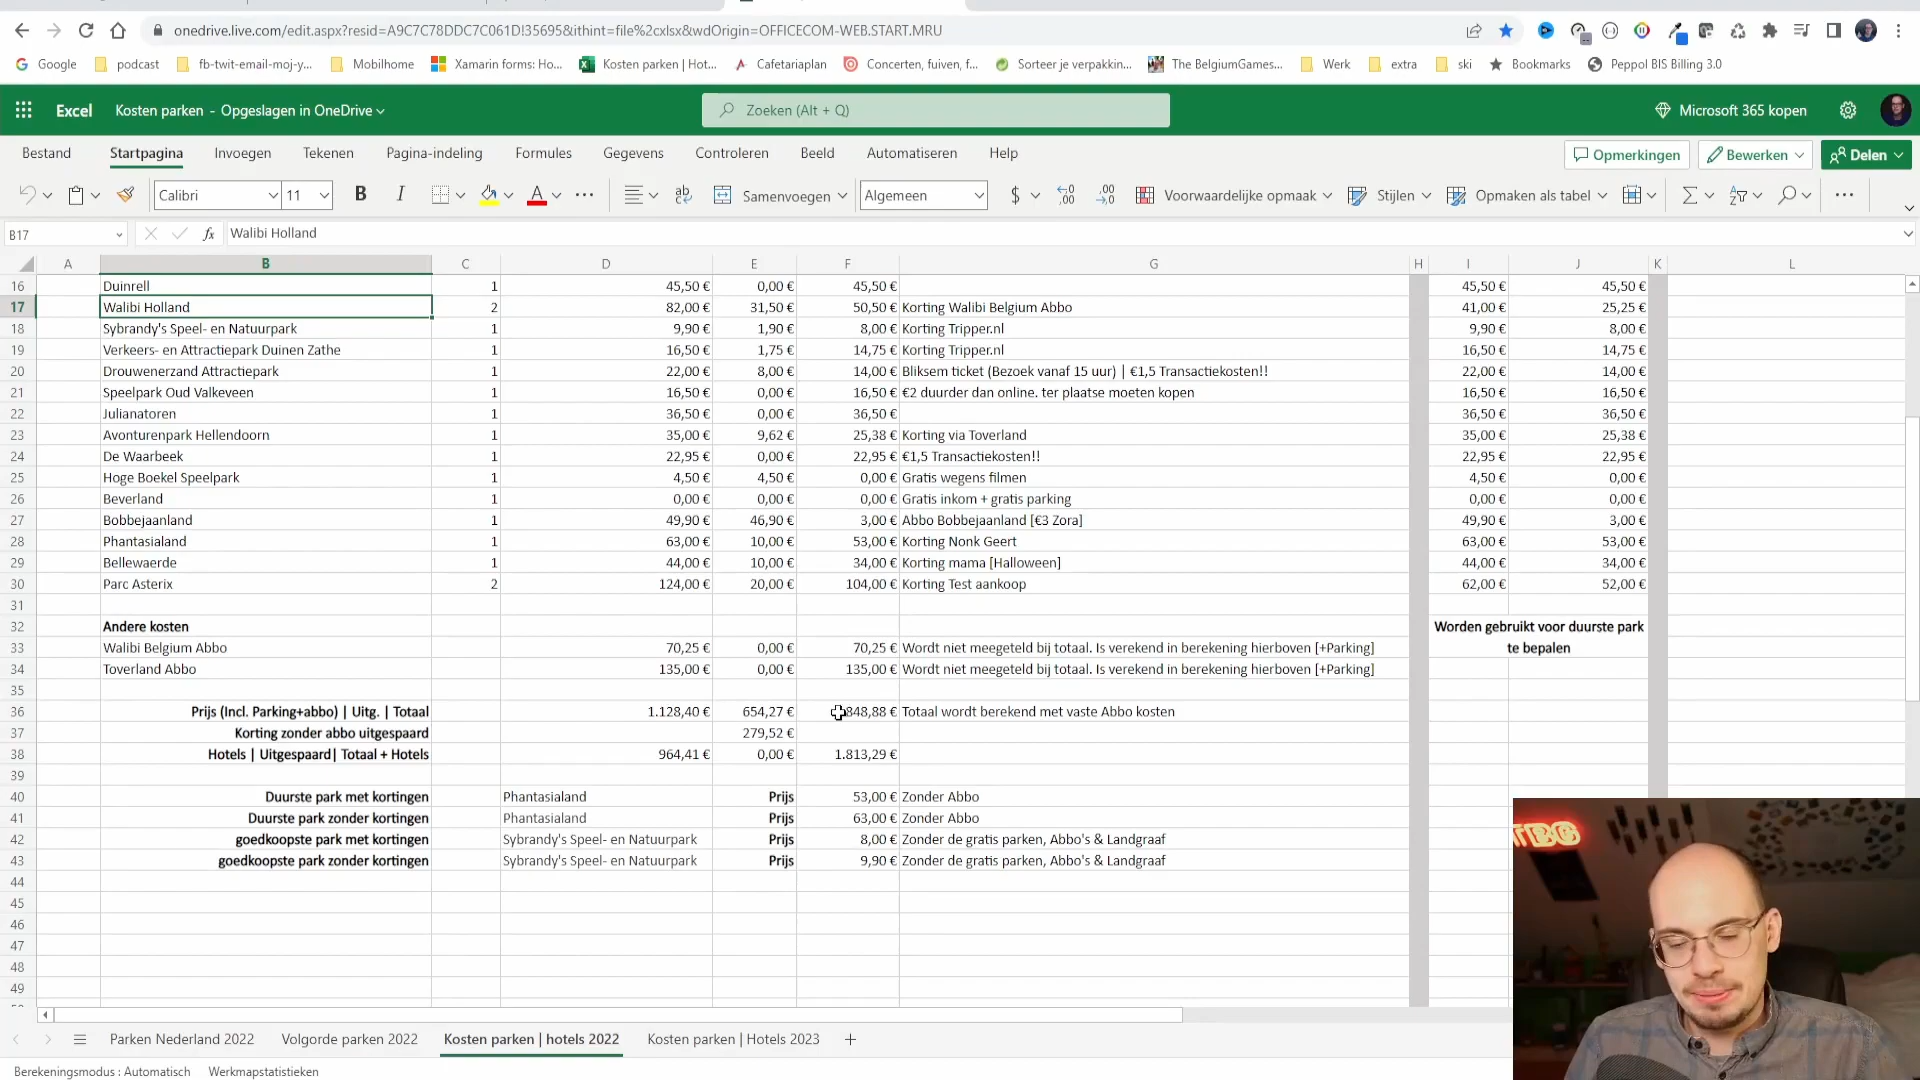 onedrive.live.com/edit.aspx?resid=A9C7C78DDC7C061D!35695&ithint=file%2cxlsx&wdOrigin=OFFICECOM-WEB.START.MRU
Google podcast fb-twit-email-moj-y... Mobilhome Xamarin forms: Ho... Kosten parken | Hot... Cafetariaplan Concerten, fuiven, f... Sorteer je verpakkin... The BelgiumGames... Werk extra ski Bookmarks Peppol BIS Billing 3.0
Excel Kosten parken - Opgeslagen in OneDrive Zoeken (Alt + Q) Microsoft 365 kopen
Bestand Startpagina Invoegen Tekenen Pagina-indeling Formules Gegevens Controleren Beeld Automatiseren Help Opmerkingen Bewerken Delen
Calibri 11 B I A Samenvoegen Algemeen $ Voorwaardelijke opmaak Stijlen Opmaken als tabel
B17 fx Walibi Holland
A B C D E F G H I J K L
16 Duinrell 1 45,50 € 0,00 € 45,50 € 45,50 € 45,50 €
17 Walibi Holland 2 82,00 € 31,50 € 50,50 € Korting Walibi Belgium Abbo 41,00 € 25,25 €
18 Sybrandy's Speel- en Natuurpark 1 9,90 € 1,90 € 8,00 € Korting Tripper.nl 9,90 € 8,00 €
19 Verkeers- en Attractiepark Duinen Zathe 1 16,50 € 1,75 € 14,75 € Korting Tripper.nl 16,50 € 14,75 €
20 Drouwenerzand Attractiepark 1 22,00 € 8,00 € 14,00 € Bliksem ticket (Bezoek vanaf 15 uur) | €1,5 Transactiekosten!! 22,00 € 14,00 €
21 Speelpark Oud Valkeveen 1 16,50 € 0,00 € 16,50 € €2 duurder dan online. ter plaatse moeten kopen 16,50 € 16,50 €
22 Julianatoren 1 36,50 € 0,00 € 36,50 € 36,50 € 36,50 €
23 Avonturenpark Hellendoorn 1 35,00 € 9,62 € 25,38 € Korting via Toverland 35,00 € 25,38 €
24 De Waarbeek 1 22,95 € 0,00 € 22,95 € €1,5 Transactiekosten!! 22,95 € 22,95 €
25 Hoge Boekel Speelpark 1 4,50 € 4,50 € 0,00 € Gratis wegens filmen 4,50 € 0,00 €
26 Beverland 1 0,00 € 0,00 € 0,00 € Gratis inkom + gratis parking 0,00 € 0,00 €
27 Bobbejaanland 1 49,90 € 46,90 € 3,00 € Abbo Bobbejaanland [€3 Zora] 49,90 € 3,00 €
28 Phantasialand 1 63,00 € 10,00 € 53,00 € Korting Nonk Geert 63,00 € 53,00 €
29 Bellewaerde 1 44,00 € 10,00 € 34,00 € Korting mama [Halloween] 44,00 € 34,00 €
30 Parc Asterix 2 124,00 € 20,00 € 104,00 € Korting Test aankoop 62,00 € 52,00 €
31
32 Andere kosten Worden gebruikt voor duurste park
33 Walibi Belgium Abbo 70,25 € 0,00 € 70,25 € Wordt niet meegeteld bij totaal. Is verekend in berekening hierboven [+Parking] te bepalen
34 Toverland Abbo 135,00 € 0,00 € 135,00 € Wordt niet meegeteld bij totaal. Is verekend in berekening hierboven [+Parking]
35
36 Prijs (Incl. Parking+abbo) | Uitg. | Totaal 1.128,40 € 654,27 € 848,88 € Totaal wordt berekend met vaste Abbo kosten
37 Korting zonder abbo uitgespaard 279,52 €
38 Hotels | Uitgespaard| Totaal + Hotels 964,41 € 0,00 € 1.813,29 €
39
40 Duurste park met kortingen Phantasialand Prijs 53,00 € Zonder Abbo
41 Duurste park zonder kortingen Phantasialand Prijs 63,00 € Zonder Abbo
42 goedkoopste park met kortingen Sybrandy's Speel- en Natuurpark Prijs 8,00 € Zonder de gratis parken, Abbo's & Landgraaf
43 goedkoopste park zonder kortingen Sybrandy's Speel- en Natuurpark Prijs 9,90 € Zonder de gratis parken, Abbo's & Landgraaf
44
45
46
47
48
49
Parken Nederland 2022 Volgorde parken 2022 Kosten parken | hotels 2022 Kosten parken | Hotels 2023
Berekeningsmodus : Automatisch Werkmapstatistieken